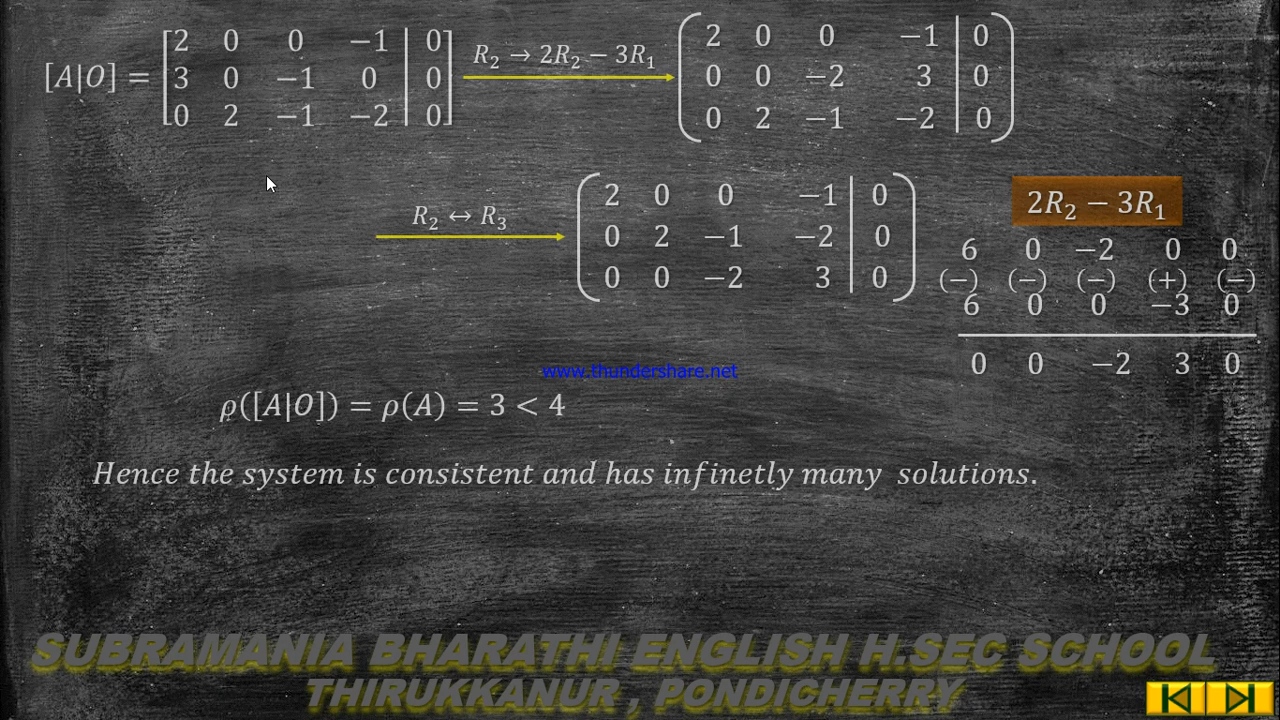 [A|O] = [2 0 0 −1 | 0] R₂ → 2R₂ − 3R₁ (2 0 0 −1 | 0)
[3 0 −1 0 | 0] (0 0 −2 3 | 0)
[0 2 −1 −2 | 0] (0 2 −1 −2 | 0)
R₂ ↔ R₃ (2 0 0 −1 | 0)
(0 2 −1 −2 | 0)
(0 0 −2 3 | 0)
2R₂ − 3R₁
6 0 −2 0 0
(−) (−) (−) (+) (−)
6 0 0 −3 0
0 0 −2 3 0
www.thundershare.net
ρ([A|O]) = ρ(A) = 3 < 4
Hence the system is consistent and has infinetly many solutions.
SUBRAMANIA BHARATHI ENGLISH H.SEC SCHOOL
THIRUKKANUR , PONDICHERRY